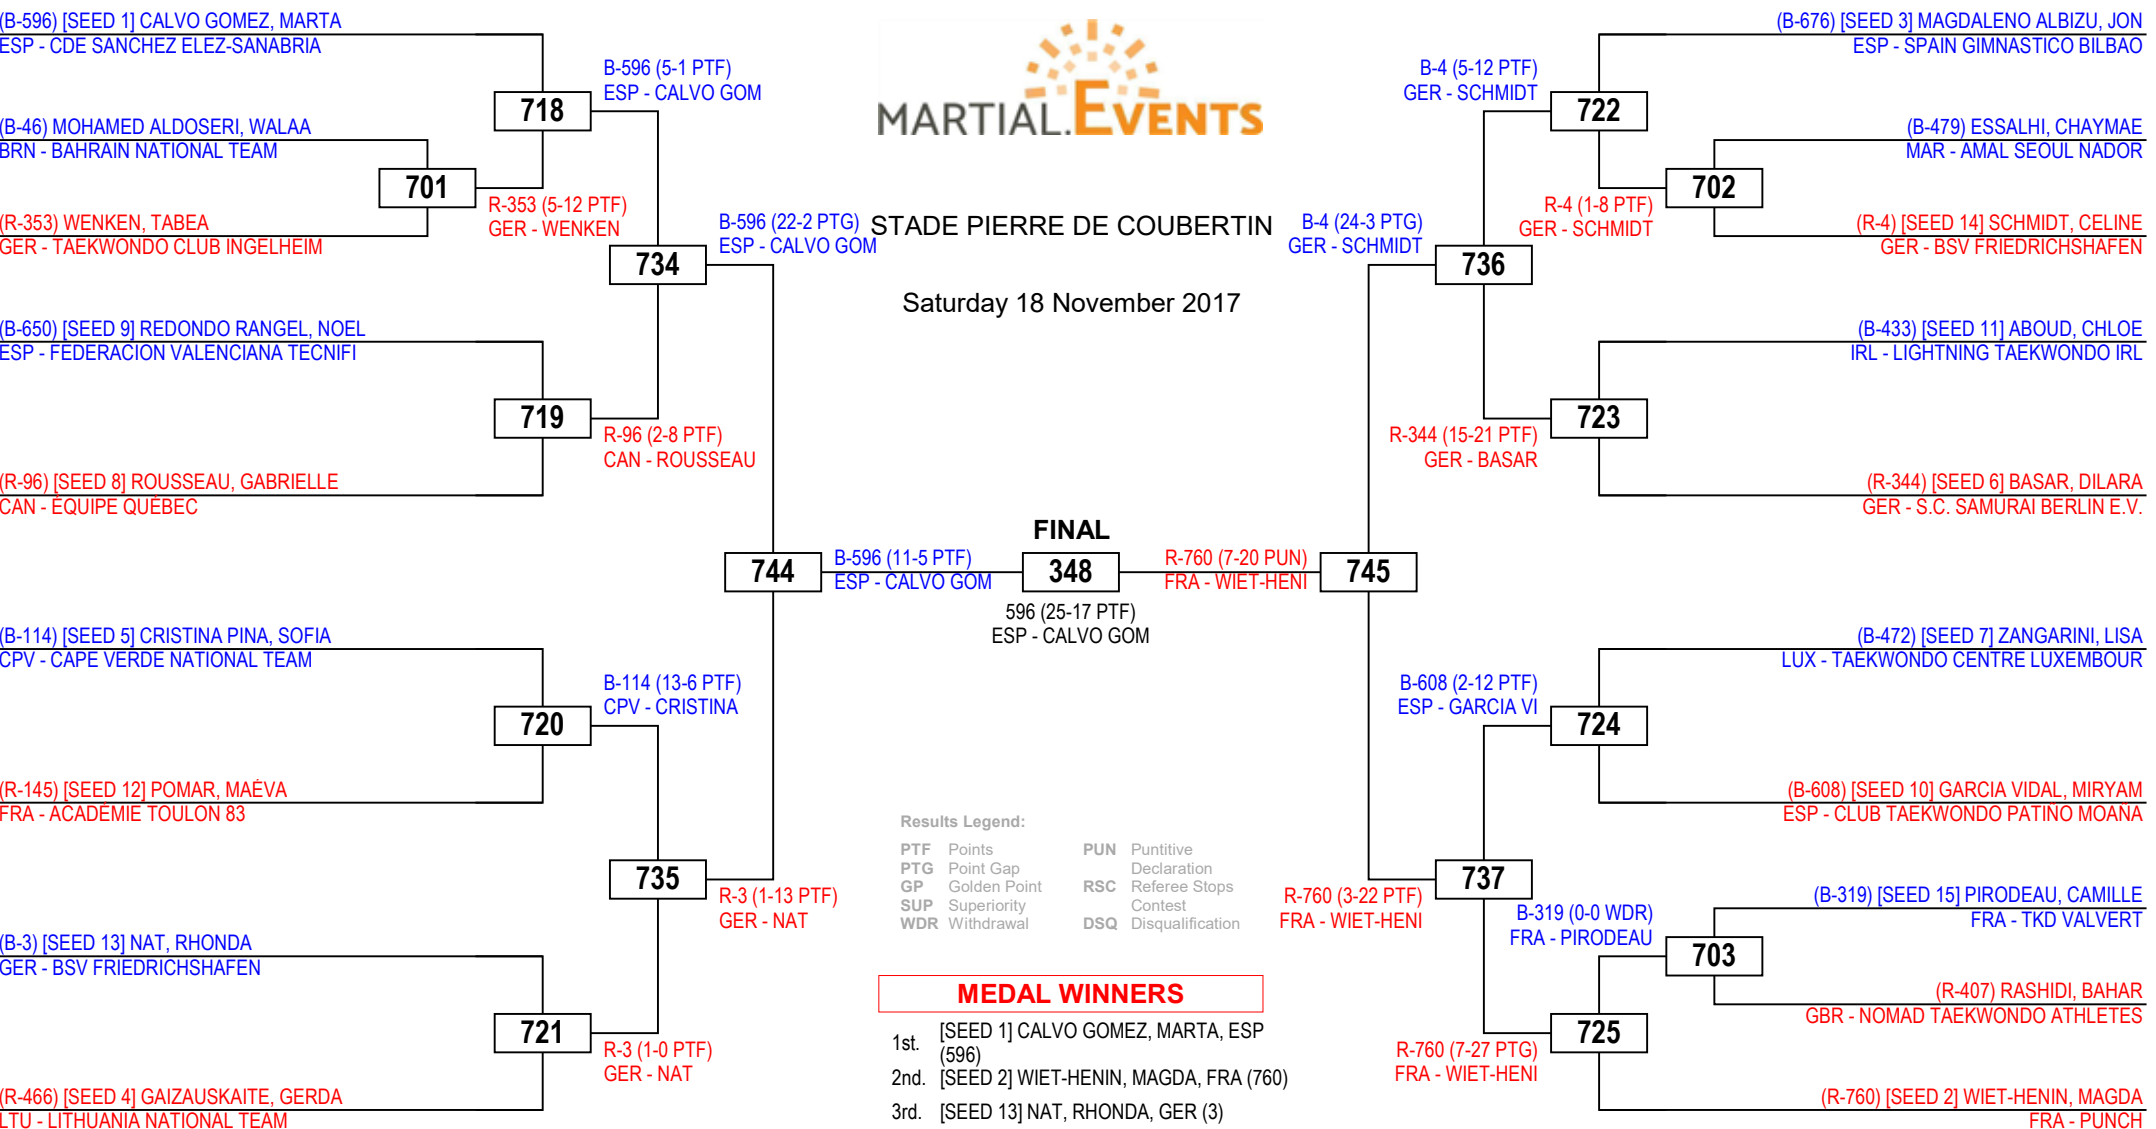 (B-596) [SEED 1] CALVO GOMEZ, MARTA
ESP - CDE SANCHEZ ELEZ-SANABRIA
(B-46) MOHAMED ALDOSERI, WALAA
BRN - BAHRAIN NATIONAL TEAM
(R-353) WENKEN, TABEA
GER - TAEKWONDO CLUB INGELHEIM
(B-650) [SEED 9] REDONDO RANGEL, NOEL
ESP - FEDERACION VALENCIANA TECNIFI
(R-96) [SEED 8] ROUSSEAU, GABRIELLE
CAN - ÉQUIPE QUÉBEC
(B-114) [SEED 5] CRISTINA PINA, SOFIA
CPV - CAPE VERDE NATIONAL TEAM
(R-145) [SEED 12] POMAR, MAÉVA
FRA - ACADÉMIE TOULON 83
(B-3) [SEED 13] NAT, RHONDA
GER - BSV FRIEDRICHSHAFEN
(R-466) [SEED 4] GAIZAUSKAITE, GERDA
LTU - LITHUANIA NATIONAL TEAM
701
R-353 (5-12 PTF)
GER - WENKEN
718
B-596 (5-1 PTF)
ESP - CALVO GOM
719
R-96 (2-8 PTF)
CAN - ROUSSEAU
720
B-114 (13-6 PTF)
CPV - CRISTINA
721
R-3 (1-0 PTF)
GER - NAT
734
B-596 (22-2 PTG)
ESP - CALVO GOM
735
R-3 (1-13 PTF)
GER - NAT
744
B-596 (11-5 PTF)
ESP - CALVO GOM
MARTIAL.EVENTS
STADE PIERRE DE COUBERTIN
Saturday 18 November 2017
FINAL
348
596 (25-17 PTF)
ESP - CALVO GOM
R-760 (7-20 PUN)
FRA - WIET-HENI
745
B-4 (24-3 PTG)
GER - SCHMIDT
736
R-760 (3-22 PTF)
FRA - WIET-HENI
737
B-4 (5-12 PTF)
GER - SCHMIDT
722
R-344 (15-21 PTF)
GER - BASAR
723
B-608 (2-12 PTF)
ESP - GARCIA VI
724
R-760 (7-27 PTG)
FRA - WIET-HENI
725
R-4 (1-8 PTF)
GER - SCHMIDT
702
B-319 (0-0 WDR)
FRA - PIRODEAU
703
(B-676) [SEED 3] MAGDALENO ALBIZU, JON
ESP - SPAIN GIMNASTICO BILBAO
(B-479) ESSALHI, CHAYMAE
MAR - AMAL SEOUL NADOR
(R-4) [SEED 14] SCHMIDT, CELINE
GER - BSV FRIEDRICHSHAFEN
(B-433) [SEED 11] ABOUD, CHLOE
IRL - LIGHTNING TAEKWONDO IRL
(R-344) [SEED 6] BASAR, DILARA
GER - S.C. SAMURAI BERLIN E.V.
(B-472) [SEED 7] ZANGARINI, LISA
LUX - TAEKWONDO CENTRE LUXEMBOUR
(B-608) [SEED 10] GARCIA VIDAL, MIRYAM
ESP - CLUB TAEKWONDO PATIÑO MOAÑA
(B-319) [SEED 15] PIRODEAU, CAMILLE
FRA - TKD VALVERT
(R-407) RASHIDI, BAHAR
GBR - NOMAD TAEKWONDO ATHLETES
(R-760) [SEED 2] WIET-HENIN, MAGDA
FRA - PUNCH
Results Legend:
PTF Points
PTG Point Gap
GP Golden Point
SUP Superiority
WDR Withdrawal
PUN Puntitive
Declaration
RSC Referee Stops
Contest
DSQ Disqualification
MEDAL WINNERS
1st. [SEED 1] CALVO GOMEZ, MARTA, ESP
(596)
2nd. [SEED 2] WIET-HENIN, MAGDA, FRA (760)
3rd. [SEED 13] NAT, RHONDA, GER (3)